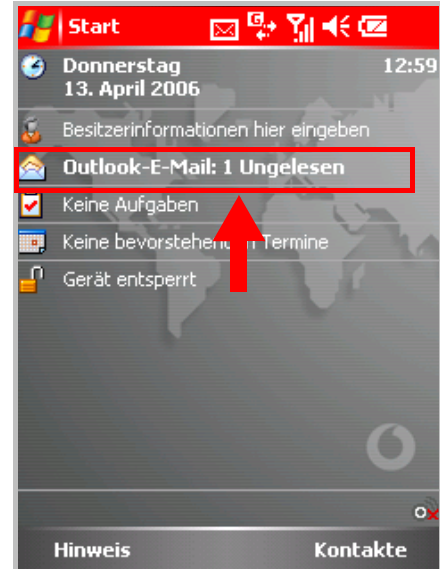 Start
Donnerstag 12:59
13. April 2006
Besitzerinformationen hier eingeben
Outlook-E-Mail: 1 Ungelesen
Keine Aufgaben
Keine Termine
Gerät entsperrt
Hinweis Kontakte